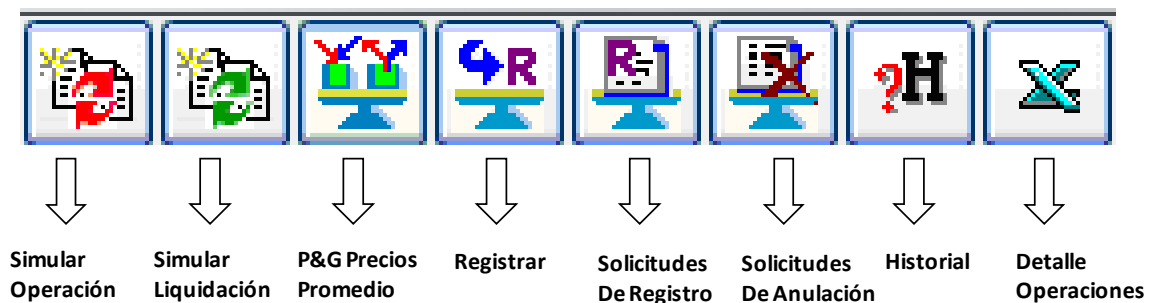 R
R
?H
X
Simular
Operación
Simular
Liquidación
P&G Precios
Promedio
Registrar
Solicitudes
De Registro
Solicitudes
De Anulación
Historial
Detalle
Operaciones